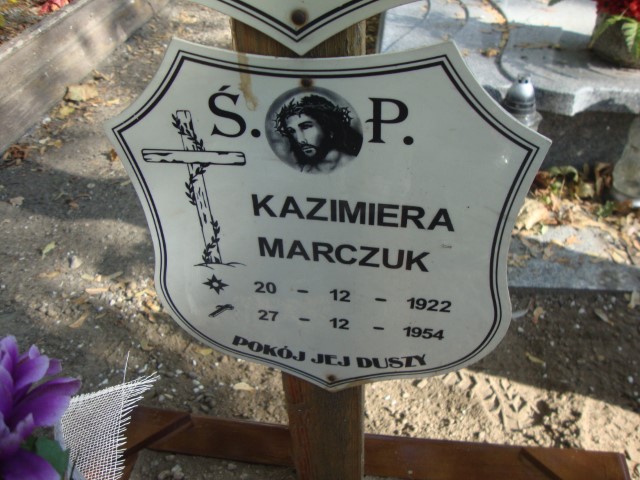 Ś. P.
KAZIMIERA
MARCZUK
20 - 12 - 1922
27 - 12 - 1954
POKÓJ JEJ DUSZY